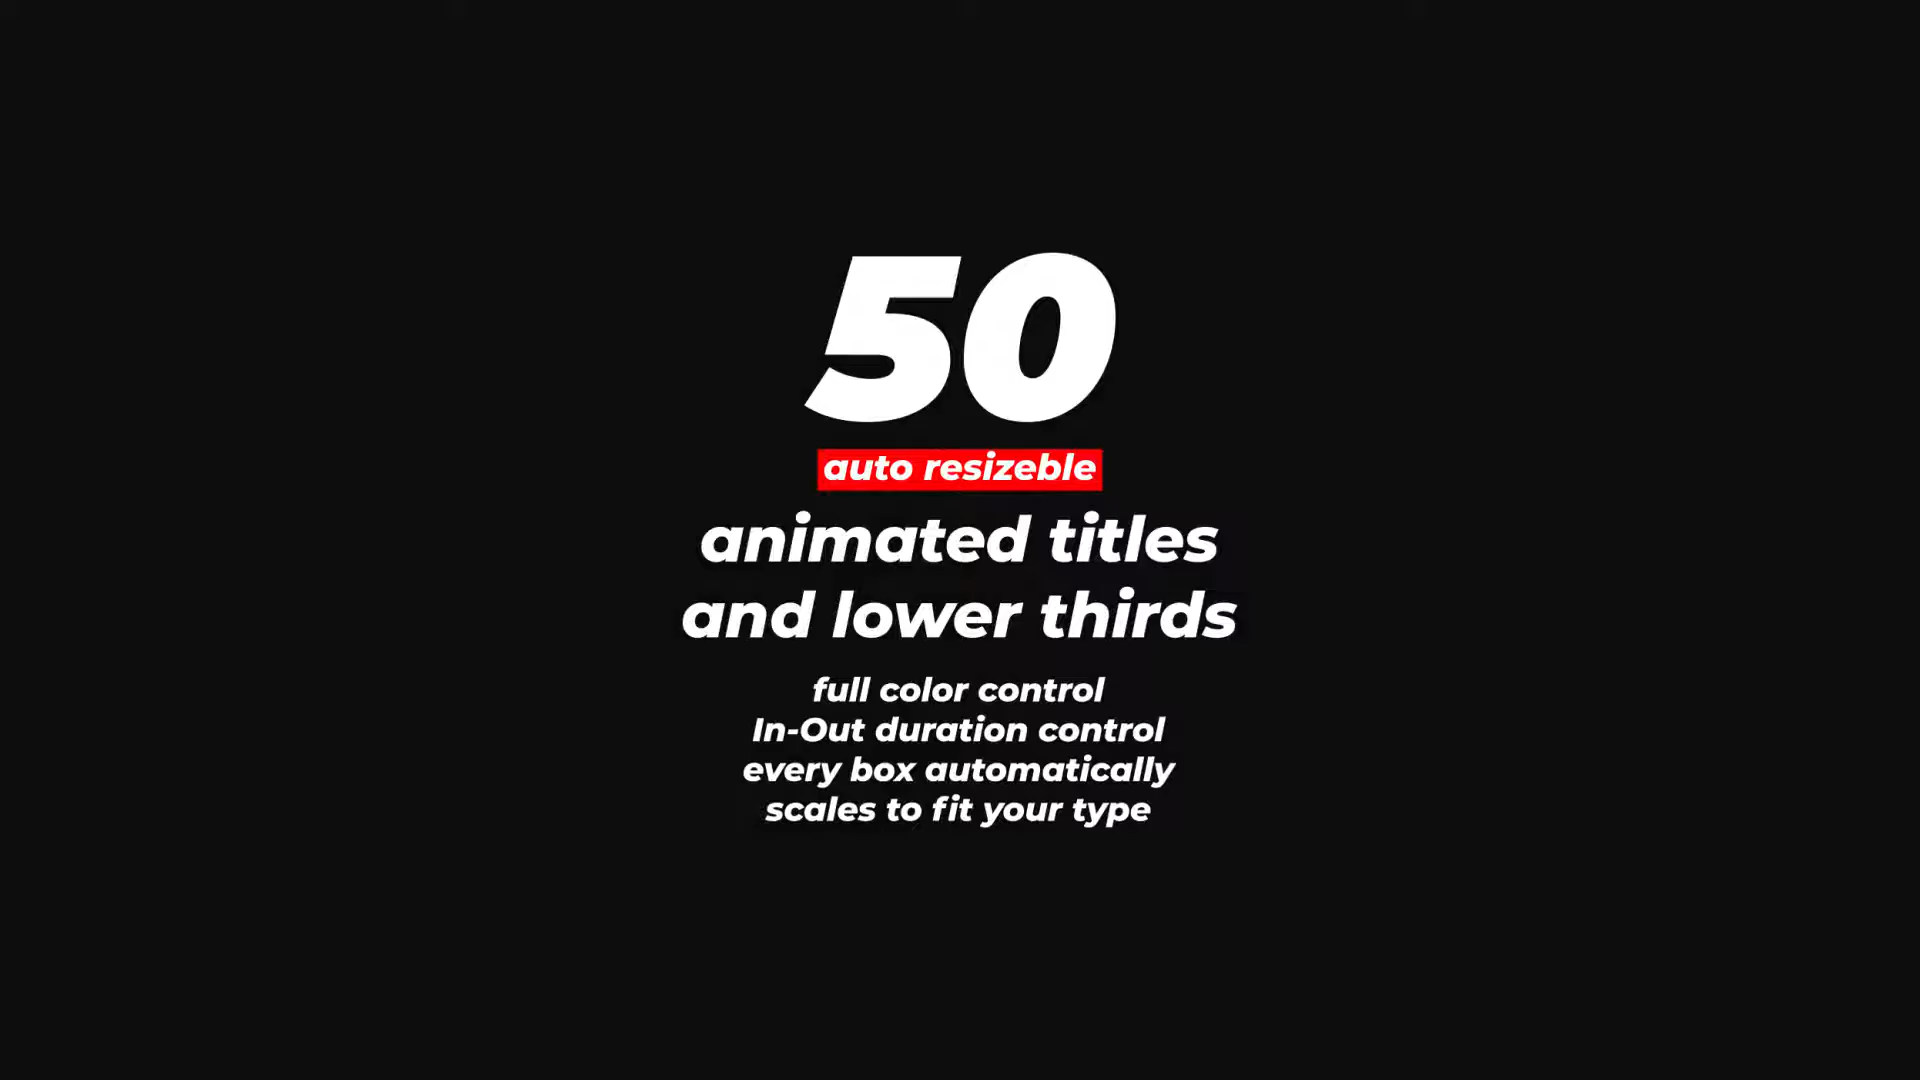 50
auto resizeble
animated titles
and lower thirds
full color control
In-Out duration control
every box automatically
scales to fit your type